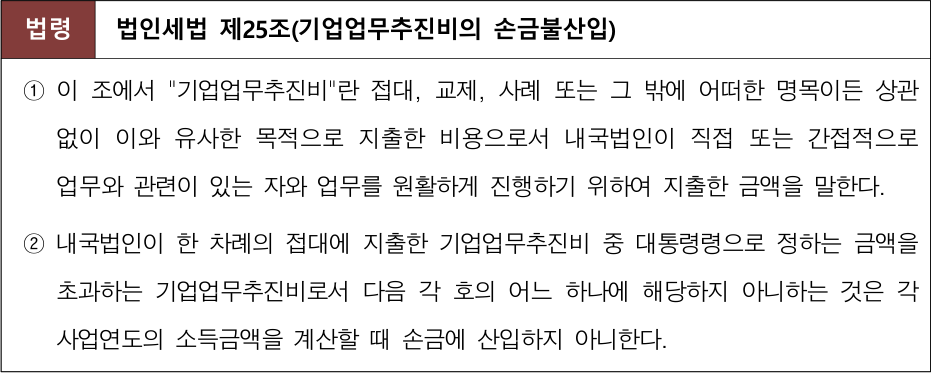 법령 법인세법 제25조(기업업무추진비의 손금불산입)
① 이 조에서 "기업업무추진비"란 접대, 교제, 사례 또는 그 밖에 어떠한 명목이든 상관
없이 이와 유사한 목적으로 지출한 비용으로서 내국법인이 직접 또는 간접적으로
업무와 관련이 있는 자와 업무를 원활하게 진행하기 위하여 지출한 금액을 말한다.
② 내국법인이 한 차례의 접대에 지출한 기업업무추진비 중 대통령령으로 정하는 금액을
초과하는 기업업무추진비로서 다음 각 호의 어느 하나에 해당하지 아니하는 것은 각
사업연도의 소득금액을 계산할 때 손금에 산입하지 아니한다.